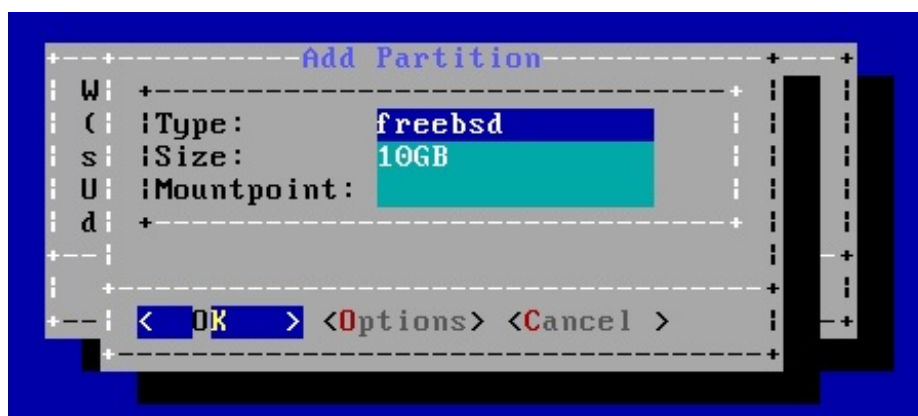 Add Partition
W
(
Type: freebsd
s
Size: 10GB
U
Mountpoint:
d
< OK > <Options> <Cancel >